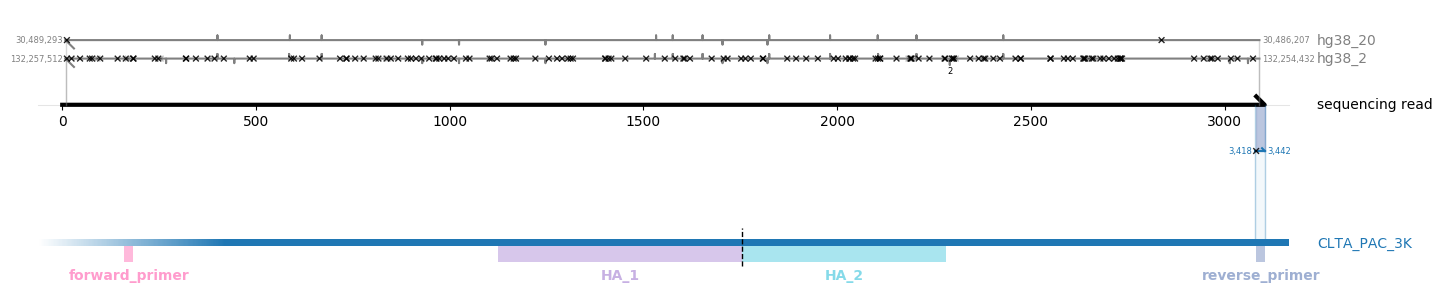 30,489,293 30,486,207 hg38_20
132,257,512 132,254,432 hg38_2
2
sequencing read
0 500 1000 1500 2000 2500 3000
3,418 3,442
CLTA_PAC_3K
forward_primer HA_1 HA_2 reverse_primer